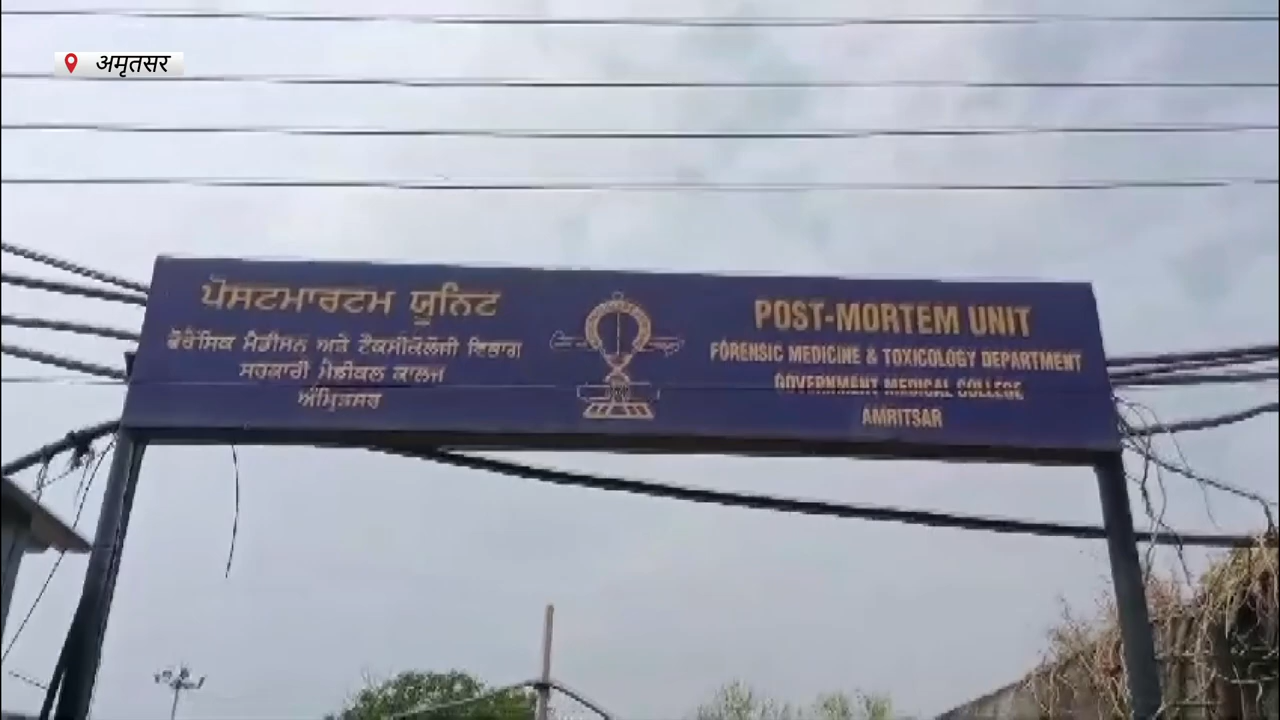 अमृतसर
ਪੋਸਟਮਾਰਟਮ ਯੂਨਿਟ
ਫੋਰੈਂਸਿਕ ਮੈਡੀਸਨ ਅਤੇ ਟੈਕਸੀਕੋਲੋਜੀ ਵਿਭਾਗ
ਸਰਕਾਰੀ ਮੈਡੀਕਲ ਕਾਲਜ
ਅੰਮ੍ਰਿਤਸਰ
POST-MORTEM UNIT
FORENSIC MEDICINE & TOXICOLOGY DEPARTMENT
GOVERNMENT MEDICAL COLLEGE
AMRITSAR